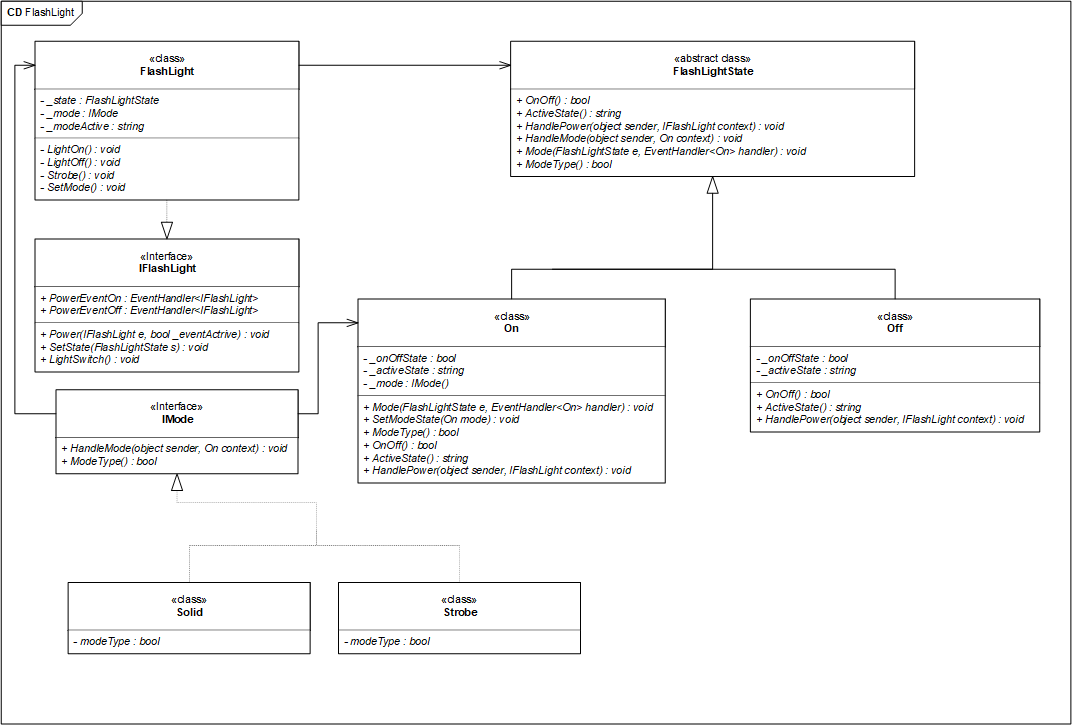 CD FlashLight
«class»
FlashLight
- _state : FlashLightState
- _mode : IMode
- _modeActive : string
- LightOn() : void
- LightOff() : void
- Strobe() : void
- SetMode() : void
«abstract class»
FlashLightState
+ OnOff() : bool
+ ActiveState() : string
+ HandlePower(object sender, IFlashLight context) : void
+ HandleMode(object sender, On context) : void
+ Mode(FlashLightState e, EventHandler<On> handler) : void
+ ModeType() : bool
«Interface»
IFlashLight
+ PowerEventOn : EventHandler<IFlashLight>
+ PowerEventOff : EventHandler<IFlashLight>
+ Power(IFlashLight e, bool _eventActrive) : void
+ SetState(FlashLightState s) : void
+ LightSwitch() : void
«class»
On
- _onOffState : bool
- _activeState : string
- _mode : IMode()
+ Mode(FlashLightState e, EventHandler<On> handler) : void
+ SetModeState(On mode) : void
+ ModeType() : bool
+ OnOff() : bool
+ ActiveState() : string
+ HandlePower(object sender, IFlashLight context) : void
«class»
Off
- _onOffState : bool
- _activeState : string
+ OnOff() : bool
+ ActiveState() : string
+ HandlePower(object sender, IFlashLight context) : void
«Interface»
IMode
+ HandleMode(object sender, On context) : void
+ ModeType() : bool
«class»
Solid
- modeType : bool
«class»
Strobe
- modeType : bool